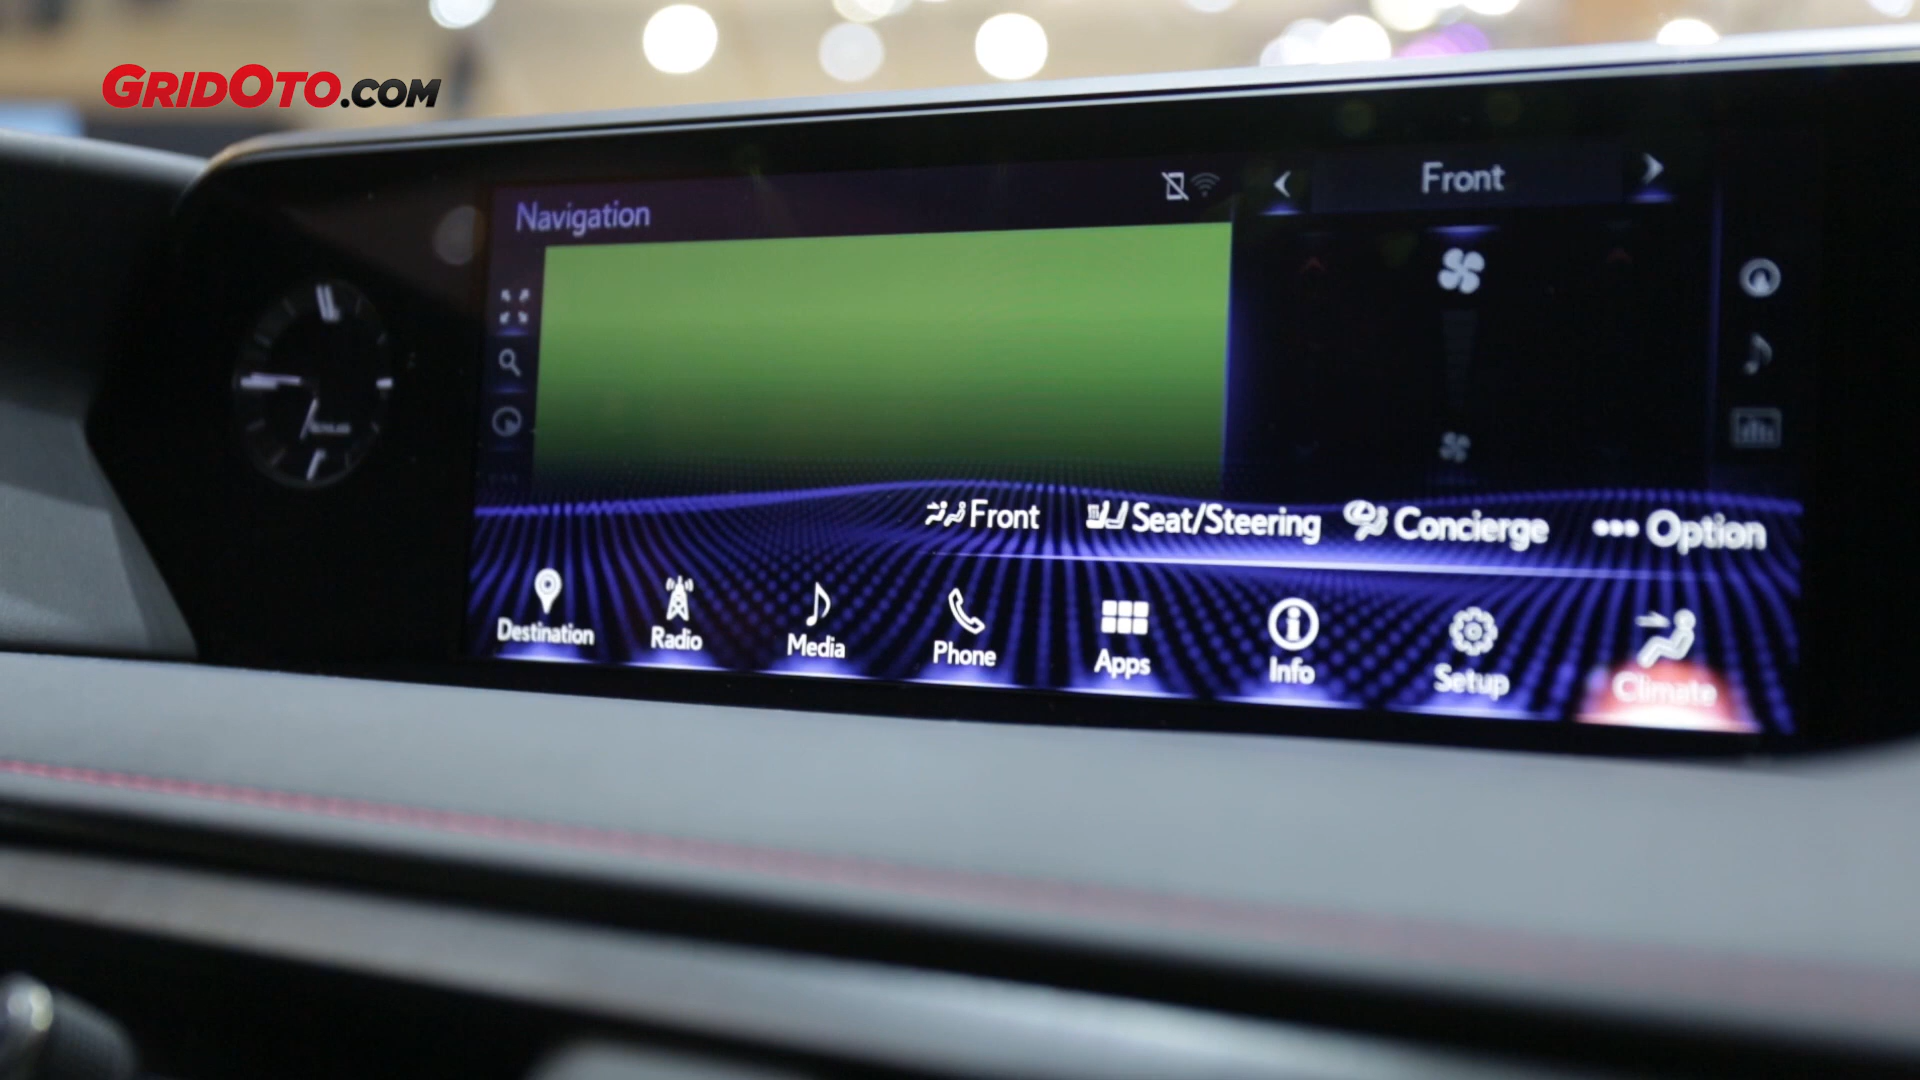 GRIDOTO.COM
Navigation
Front
Front
Seat/Steering
Concierge
Option
Destination
Radio
Media
Phone
Apps
Info
Setup
Climate